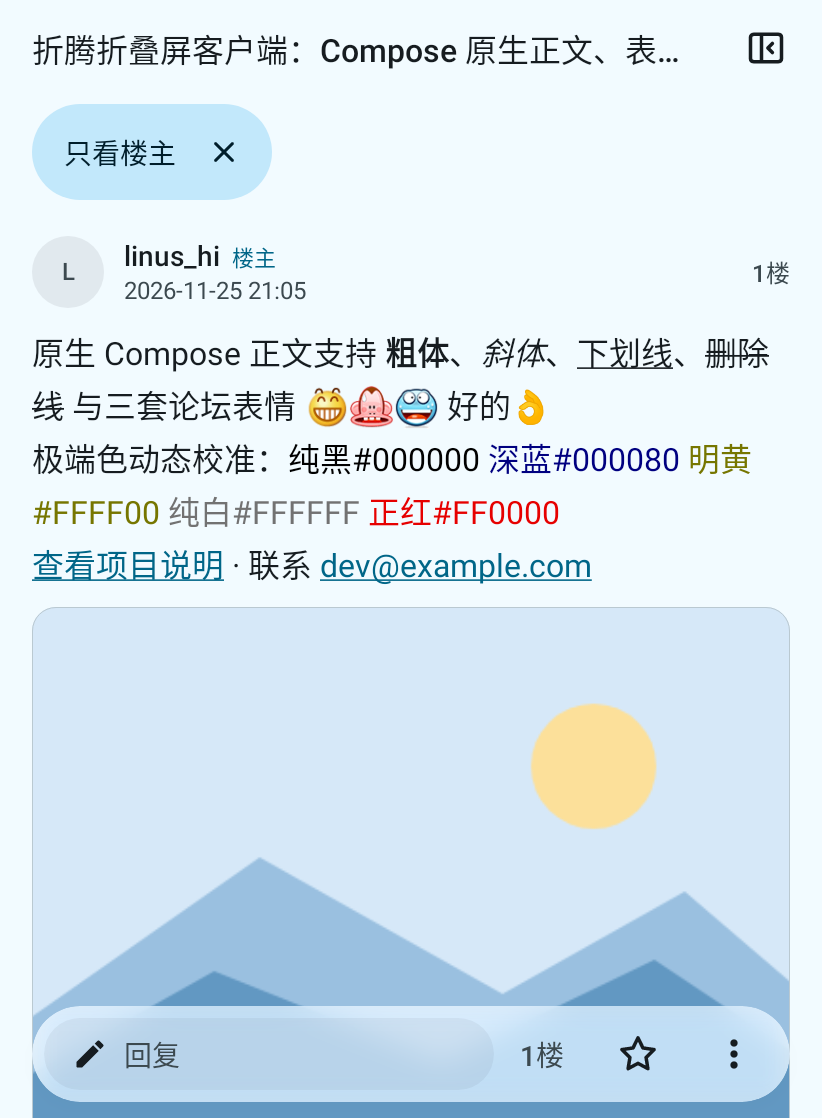 折腾折叠屏客户端：Compose 原生正文、表…
只看楼主
L
linus_hi 楼主
1楼
2026-11-25 21:05
原生 Compose 正文支持 粗体、斜体、下划线、删除
线 与三套论坛表情 😁🐵😃 好的👌
极端色动态校准：纯黑#000000 深蓝#000080 明黄
#FFFF00 纯白#FFFFFF 正红#FF0000
查看项目说明 · 联系 dev@example.com
回复
1楼